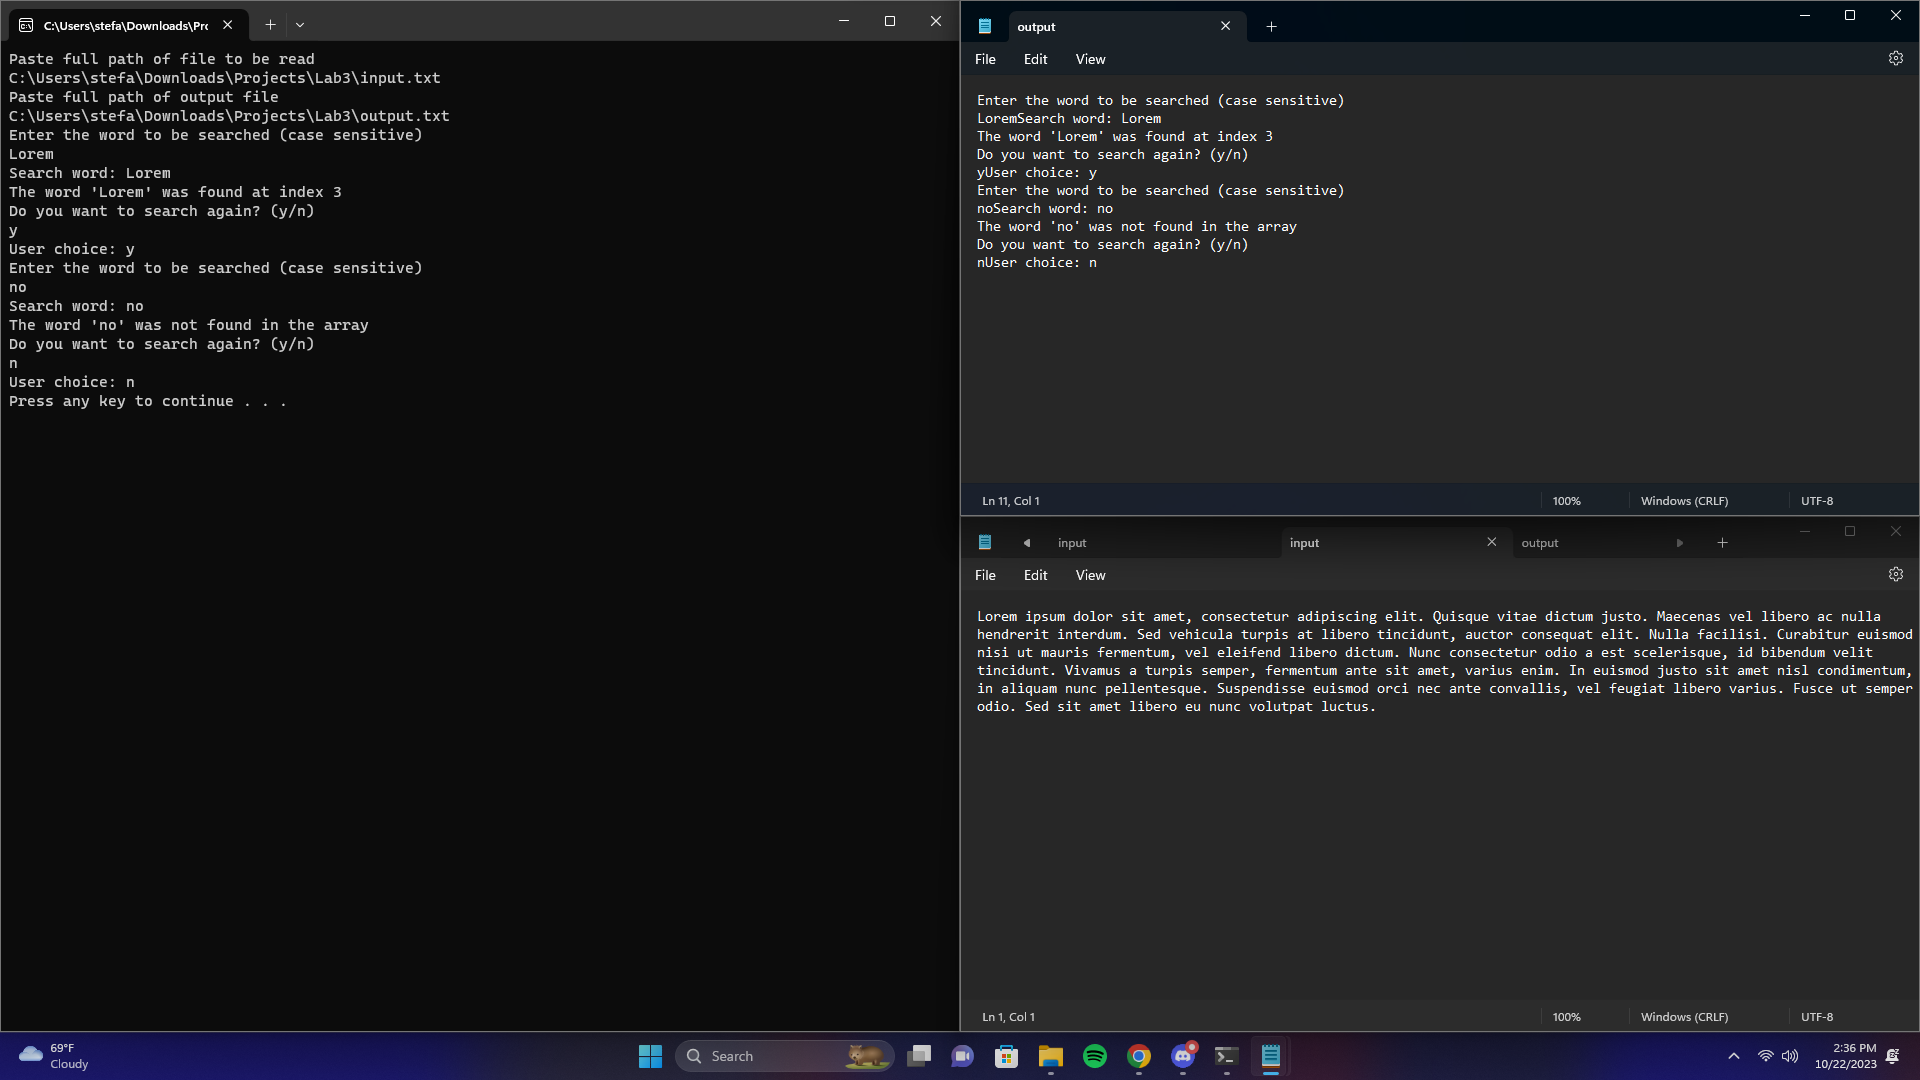 C:\Users\stefa\Downloads\Pro
Paste full path of file to be read
C:\Users\stefa\Downloads\Projects\Lab3\input.txt
Paste full path of output file
C:\Users\stefa\Downloads\Projects\Lab3\output.txt
Enter the word to be searched (case sensitive)
Lorem
Search word: Lorem
The word 'Lorem' was found at index 3
Do you want to search again? (y/n)
y
User choice: y
Enter the word to be searched (case sensitive)
no
Search word: no
The word 'no' was not found in the array
Do you want to search again? (y/n)
n
User choice: n
Press any key to continue . . .
output
File Edit View
Enter the word to be searched (case sensitive)
LoremSearch word: Lorem
The word 'Lorem' was found at index 3
Do you want to search again? (y/n)
yUser choice: y
Enter the word to be searched (case sensitive)
noSearch word: no
The word 'no' was not found in the array
Do you want to search again? (y/n)
nUser choice: n
Ln 11, Col 1 100% Windows (CRLF) UTF-8
input input output
File Edit View
Lorem ipsum dolor sit amet, consectetur adipiscing elit. Quisque vitae dictum justo. Maecenas vel libero ac nulla
hendrerit interdum. Sed vehicula turpis at libero tincidunt, auctor consequat elit. Nulla facilisi. Curabitur euismod
nisi ut mauris fermentum, vel eleifend libero dictum. Nunc consectetur odio a est scelerisque, id bibendum velit
tincidunt. Vivamus a turpis semper, fermentum ante sit amet, varius enim. In euismod justo sit amet nisl condimentum,
in aliquam nunc pellentesque. Suspendisse euismod orci nec ante convallis, vel feugiat libero varius. Fusce ut semper
odio. Sed sit amet libero eu nunc volutpat luctus.
Ln 1, Col 1 100% Windows (CRLF) UTF-8
69°F
Cloudy
Search
2:36 PM
10/22/2023